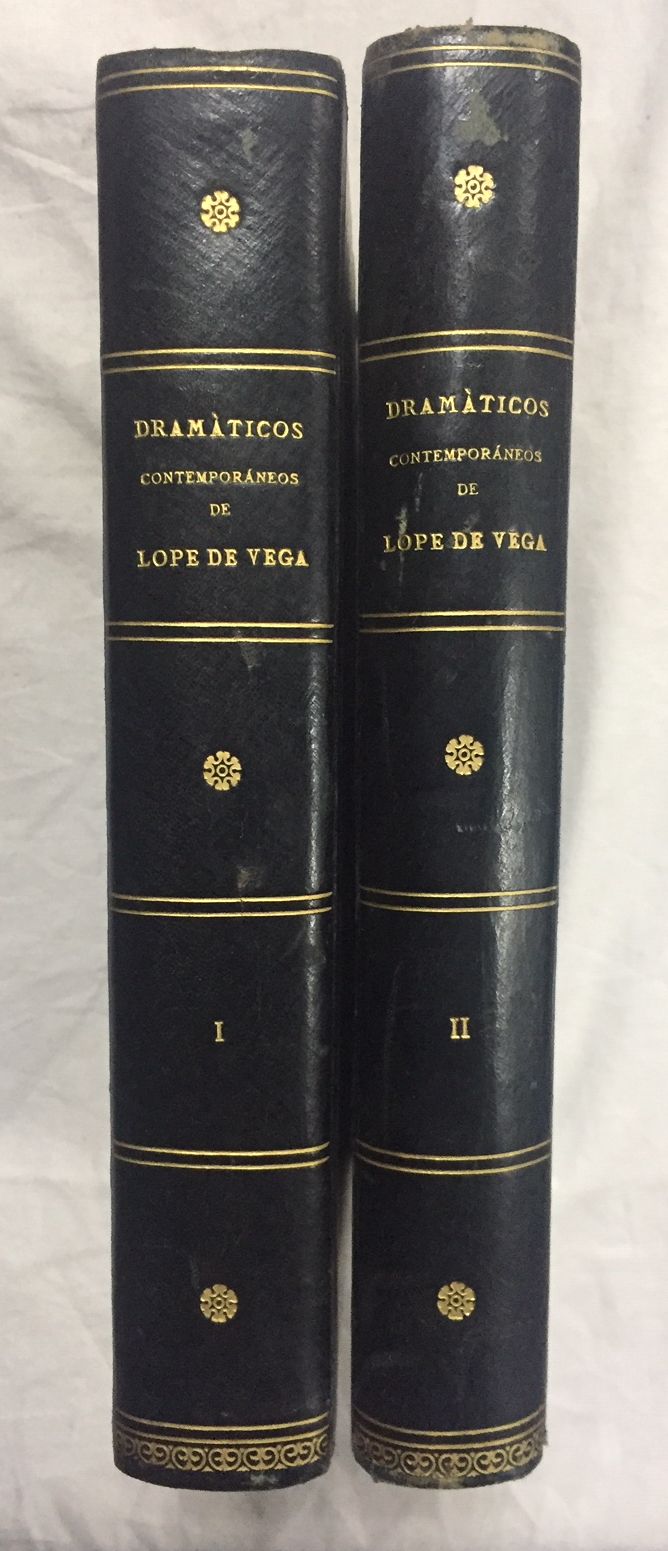 DRAMÀTICOS
CONTEMPORÁNEOS
DE
LOPE DE VEGA
I
DRAMÀTICOS
CONTEMPORÁNEOS
DE
LOPE DE VEGA
II